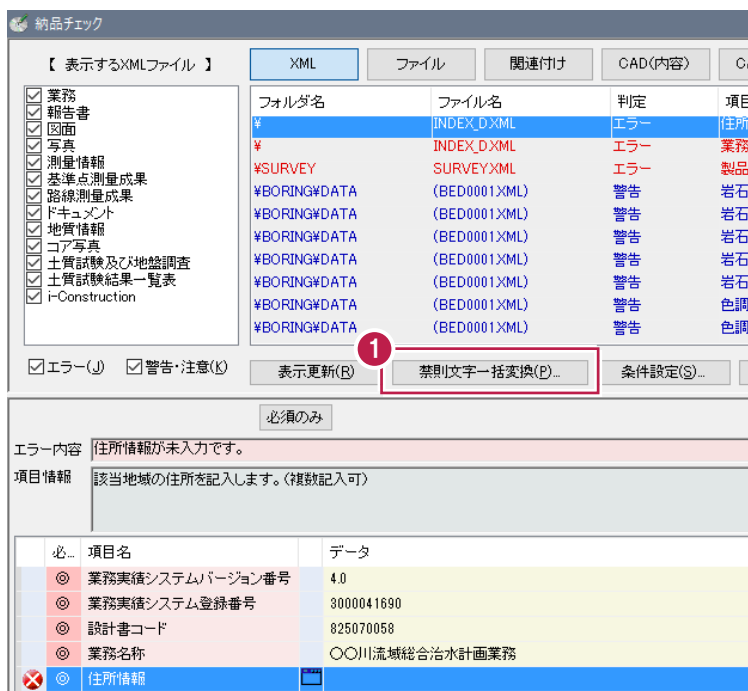 納品チェック
【 表示するXMLファイル 】
XML ファイル 関連付け CAD(内容)
業務
報告書
図面
写真
測量情報
基準点測量成果
路線測量成果
ドキュメント
地質情報
コア写真
土質試験及び地盤調査
土質試験結果一覧表
i-Construction
フォルダ名 ファイル名 判定 項目
¥ INDEX_D.XML エラー 住所
¥ INDEX_D.XML エラー 業務
¥SURVEY SURVEY.XML エラー 製品
¥BORING¥DATA (BED0001.XML) 警告 岩石
¥BORING¥DATA (BED0001.XML) 警告 岩石
¥BORING¥DATA (BED0001.XML) 警告 岩石
¥BORING¥DATA (BED0001.XML) 警告 岩石
¥BORING¥DATA (BED0001.XML) 警告 岩石
¥BORING¥DATA (BED0001.XML) 警告 色調
¥BORING¥DATA (BED0001.XML) 警告 色調
1
エラー(J) 警告・注意(K) 表示更新(R) 禁則文字一括変換(P)... 条件設定(S)...
必須のみ
エラー内容 住所情報が未入力です。
項目情報 該当地域の住所を記入します。(複数記入可)
必... 項目名 データ
◎ 業務実績システムバージョン番号 4.0
◎ 業務実績システム登録番号 3000041690
◎ 設計書コード 825070058
◎ 業務名称 〇〇川流域総合治水計画業務
◎ 住所情報